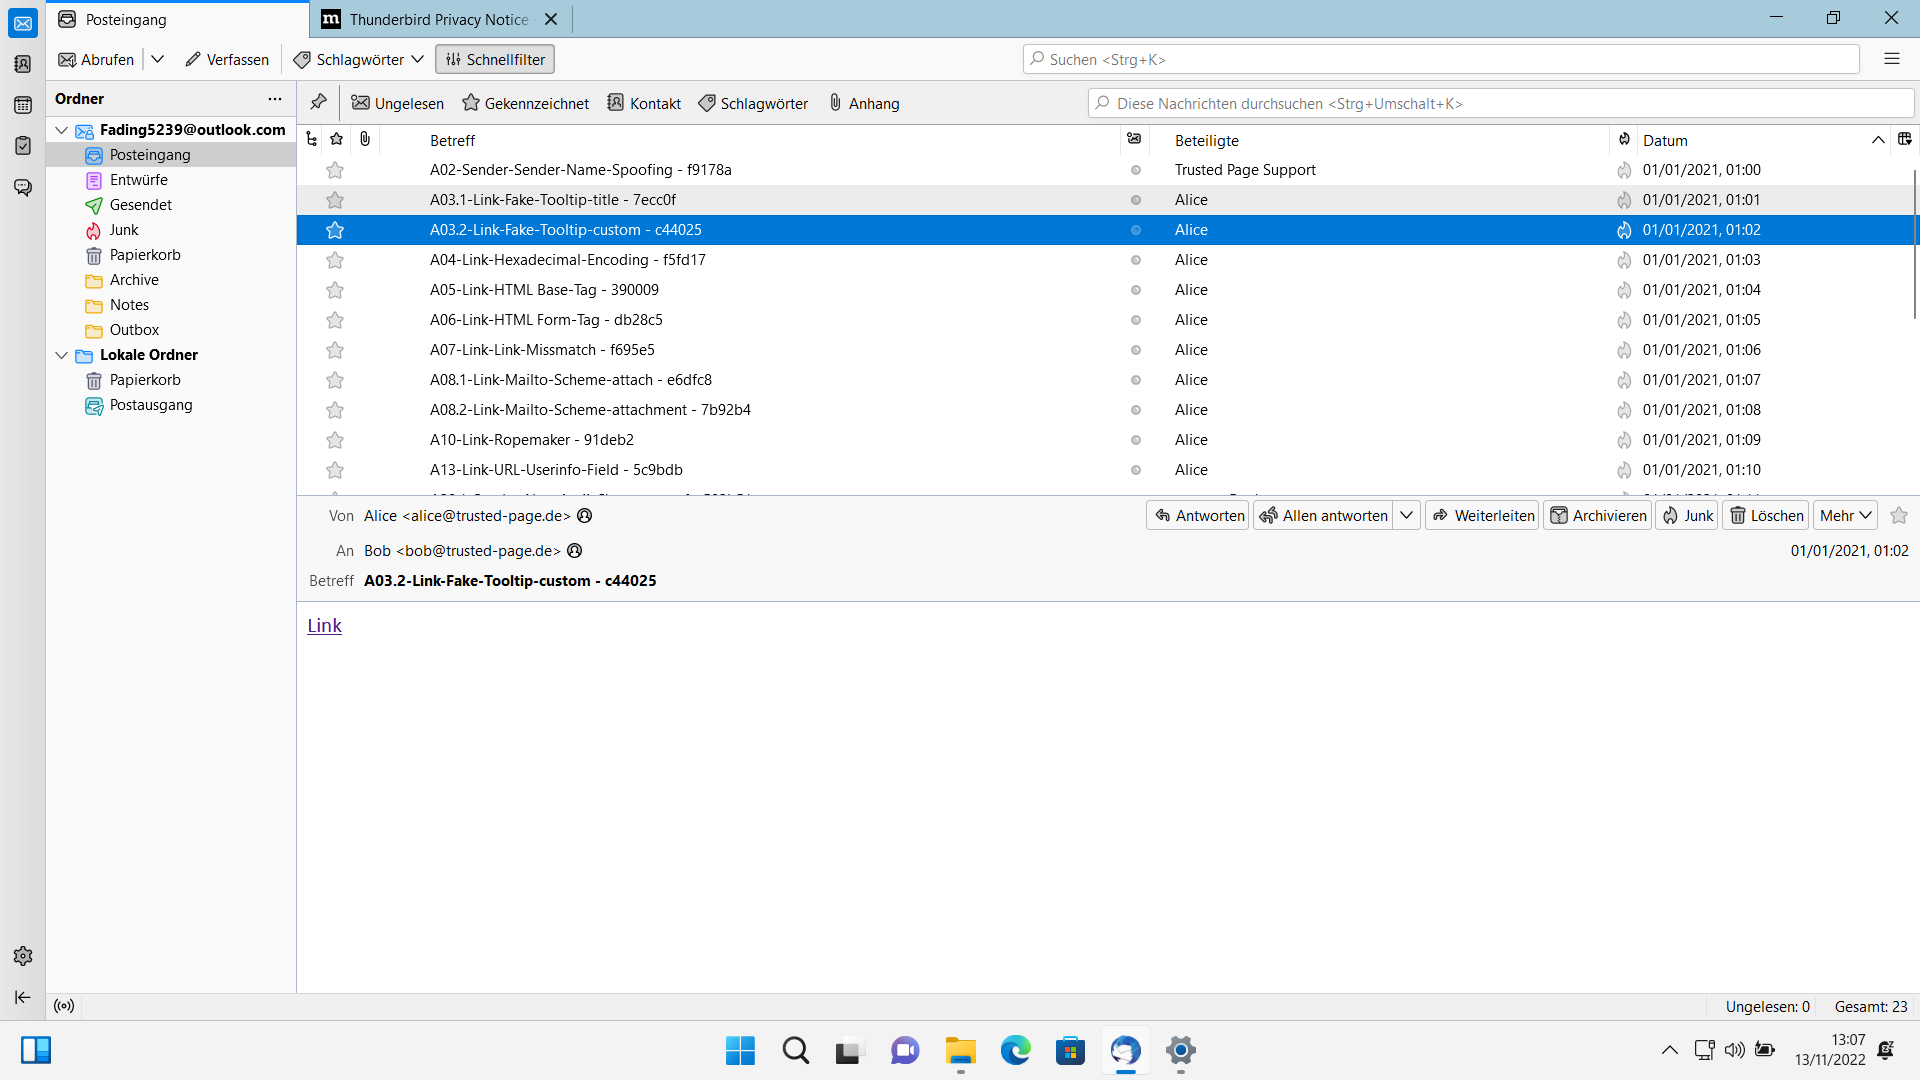 Posteingang
Thunderbird Privacy Notice
Abrufen
Verfassen
Schlagwörter
Schnellfilter
Suchen <Strg+K>
Ordner
Ungelesen
Gekennzeichnet
Kontakt
Schlagwörter
Anhang
Diese Nachrichten durchsuchen <Strg+Umschalt+K>
Fading5239@outlook.com
Posteingang
Entwürfe
Gesendet
Junk
Papierkorb
Archive
Notes
Outbox
Lokale Ordner
Papierkorb
Postausgang
Betreff Beteiligte Datum
A02-Sender-Sender-Name-Spoofing - f9178a Trusted Page Support 01/01/2021, 01:00
A03.1-Link-Fake-Tooltip-title - 7ecc0f Alice 01/01/2021, 01:01
A03.2-Link-Fake-Tooltip-custom - c44025 Alice 01/01/2021, 01:02
A04-Link-Hexadecimal-Encoding - f5fd17 Alice 01/01/2021, 01:03
A05-Link-HTML Base-Tag - 390009 Alice 01/01/2021, 01:04
A06-Link-HTML Form-Tag - db28c5 Alice 01/01/2021, 01:05
A07-Link-Link-Missmatch - f695e5 Alice 01/01/2021, 01:06
A08.1-Link-Mailto-Scheme-attach - e6dfc8 Alice 01/01/2021, 01:07
A08.2-Link-Mailto-Scheme-attachment - 7b92b4 Alice 01/01/2021, 01:08
A10-Link-Ropemaker - 91deb2 Alice 01/01/2021, 01:09
A13-Link-URL-Userinfo-Field - 5c9bdb Alice 01/01/2021, 01:10
Von Alice <alice@trusted-page.de>
Antworten
Allen antworten
Weiterleiten
Archivieren
Junk
Löschen
Mehr
An Bob <bob@trusted-page.de>
01/01/2021, 01:02
Betreff A03.2-Link-Fake-Tooltip-custom - c44025
Link
Ungelesen: 0 Gesamt: 23
13:07
13/11/2022